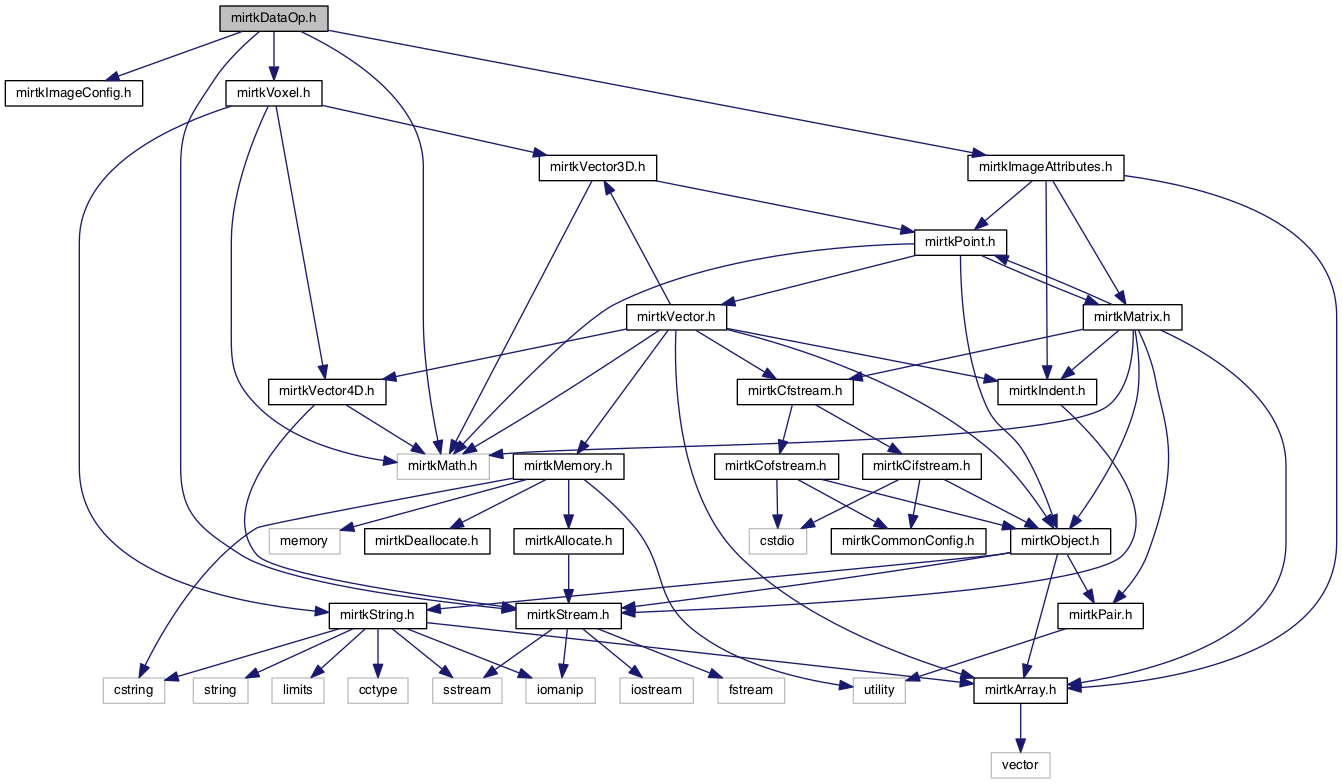 mirtkDataOp.h
mirtkImageConfig.h
mirtkVoxel.h
mirtkVector3D.h
mirtkImageAttributes.h
mirtkPoint.h
mirtkVector.h
mirtkMatrix.h
mirtkVector4D.h
mirtkCfstream.h
mirtkIndent.h
mirtkMath.h
mirtkMemory.h
mirtkCofstream.h
mirtkCifstream.h
memory
mirtkDeallocate.h
mirtkAllocate.h
cstdio
mirtkCommonConfig.h
mirtkObject.h
mirtkString.h
mirtkStream.h
mirtkPair.h
cstring
string
limits
cctype
sstream
iomanip
iostream
fstream
utility
mirtkArray.h
vector